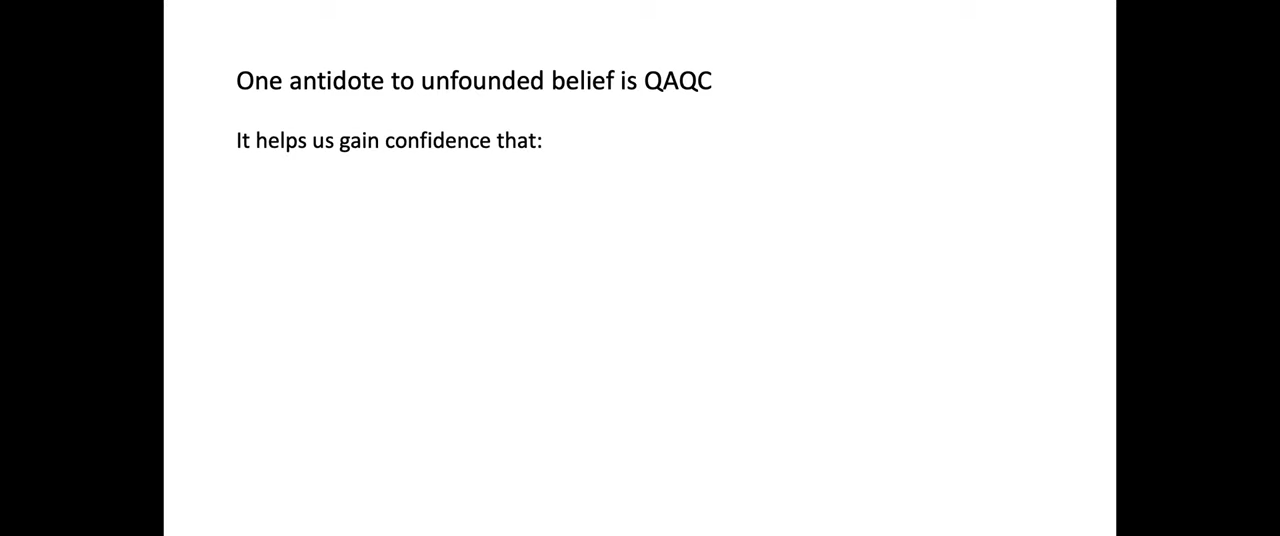 One antidote to unfounded belief is QAQC
It helps us gain confidence that: